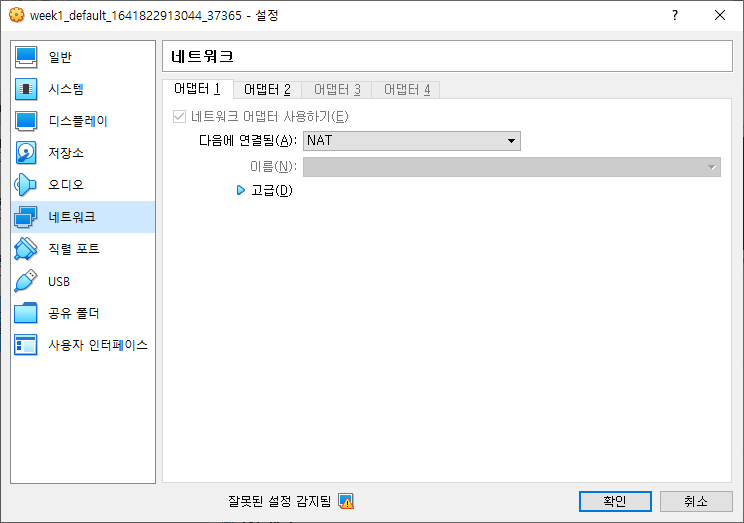 week1_default_1641822913044_37365 - 설정
일반
시스템
디스플레이
저장소
오디오
네트워크
직렬 포트
USB
공유 폴더
사용자 인터페이스
네트워크
어댑터 1 어댑터 2 어댑터 3 어댑터 4
네트워크 어댑터 사용하기(E)
다음에 연결됨(A): NAT
이름(N):
고급(D)
잘못된 설정 감지됨
확인 취소